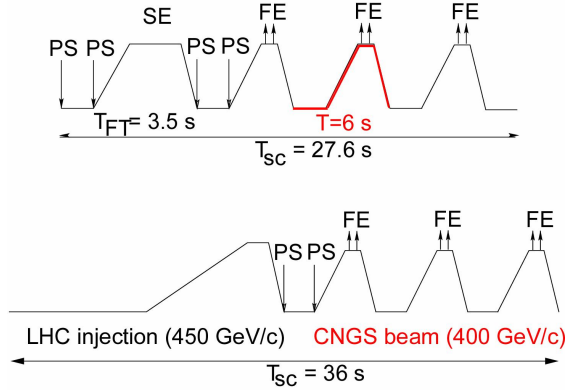 SE FE FE FE
PS PS PS PS
T_FT = 3.5 s T=6 s
T_SC = 27.6 s
FE FE FE
PS PS
LHC injection (450 GeV/c) CNGS beam (400 GeV/c)
T_SC = 36 s